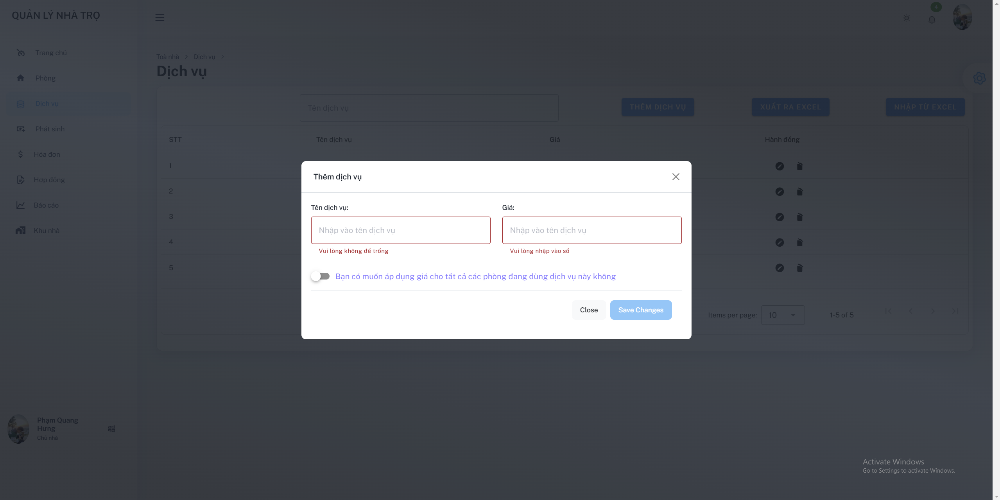 QUẢN LÝ NHÀ TRỌ
4
Trang chủ
Phòng
Dịch vụ
Phát sinh
Hóa đơn
Hợp đồng
Báo cáo
Khu nhà
Phạm Quang
Hưng
Chủ nhà
Toà nhà
Dịch vụ
Dịch vụ
Tên dịch vụ
THÊM DỊCH VỤ
XUẤT RA EXCEL
NHẬP TỪ EXCEL
STT
Tên dịch vụ
Giá
Hành đồng
1
2
3
4
5
Items per page:
10
1-5 of 5
Thêm dịch vụ
Tên dịch vụ:
Giá:
Nhập vào tên dịch vụ
Nhập vào tên dịch vụ
Vui lòng không để trống
Vui lòng nhập vào số
Bạn có muốn áp dụng giá cho tất cả các phòng đang dùng dịch vụ này không
Close
Save Changes
Activate Windows
Go to Settings to activate Windows.